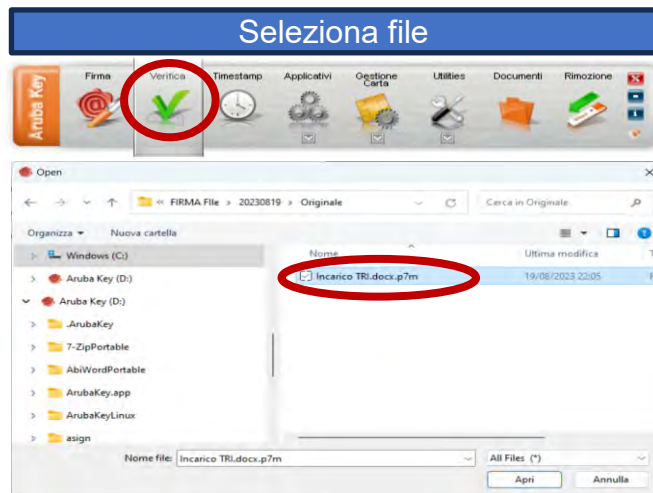 Seleziona file
Aruba Key
Firma Verifica Timestamp Applicativi Gestione Carta Utilities Documenti Rimozione
Open
« FIRMA FIle > 20230819 > Originale
Cerca in Originale
Organizza Nuova cartella
Nome Ultima modifica T
Windows (C:)
Incarico TRI.docx.p7m 19/08/2023 22:05
Aruba Key (D:)
Aruba Key (D:)
.ArubaKey
7-ZipPortable
AbiWordPortable
ArubaKey.app
ArubaKeyLinux
asign
Nome file: Incarico TRI.docx.p7m All Files (*)
Apri Annulla